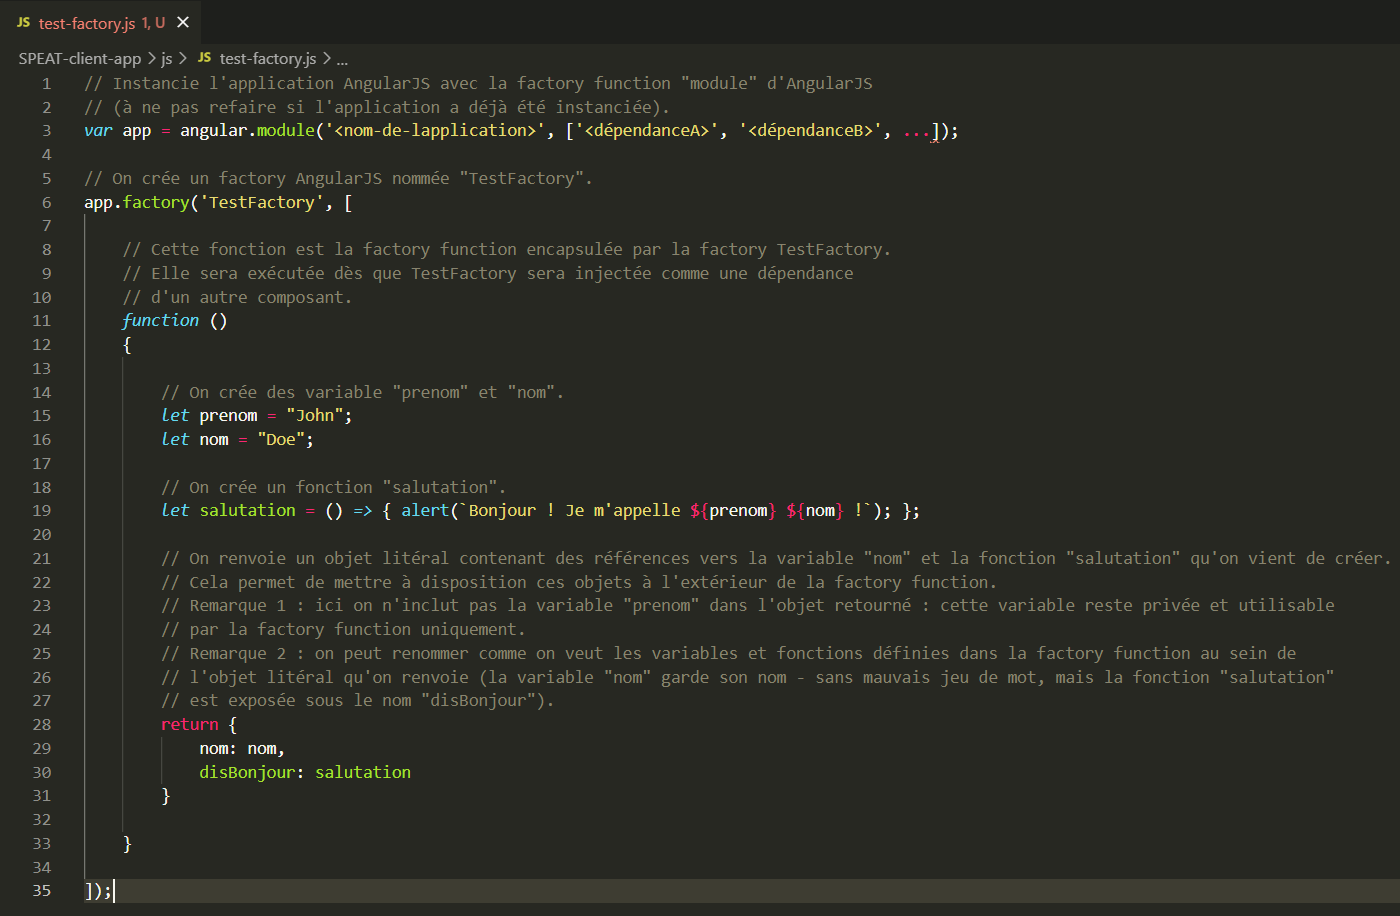 JS test-factory.js 1, U ×
SPEAT-client-app > js > JS test-factory.js > ...
1 // Instancie l'application AngularJS avec la factory function "module" d'AngularJS
2 // (à ne pas refaire si l'application a déjà été instanciée).
3 var app = angular.module('<nom-de-lapplication>', ['<dépendanceA>', '<dépendanceB>', ...]);
4
5 // On crée un factory AngularJS nommée "TestFactory".
6 app.factory('TestFactory', [
7
8 // Cette fonction est la factory function encapsulée par la factory TestFactory.
9 // Elle sera exécutée dès que TestFactory sera injectée comme une dépendance
10 // d'un autre composant.
11 function ()
12 {
13
14 // On crée des variable "prenom" et "nom".
15 let prenom = "John";
16 let nom = "Doe";
17
18 // On crée un fonction "salutation".
19 let salutation = () => { alert(`Bonjour ! Je m'appelle ${prenom} ${nom} !`); };
20
21 // On renvoie un objet litéral contenant des références vers la variable "nom" et la fonction "salutation" qu'on vient de créer.
22 // Cela permet de mettre à disposition ces objets à l'extérieur de la factory function.
23 // Remarque 1 : ici on n'inclut pas la variable "prenom" dans l'objet retourné : cette variable reste privée et utilisable
24 // par la factory function uniquement.
25 // Remarque 2 : on peut renommer comme on veut les variables et fonctions définies dans la factory function au sein de
26 // l'objet litéral qu'on renvoie (la variable "nom" garde son nom - sans mauvais jeu de mot, mais la fonction "salutation"
27 // est exposée sous le nom "disBonjour").
28 return {
29 nom: nom,
30 disBonjour: salutation
31 }
32
33 }
34
35 ]);